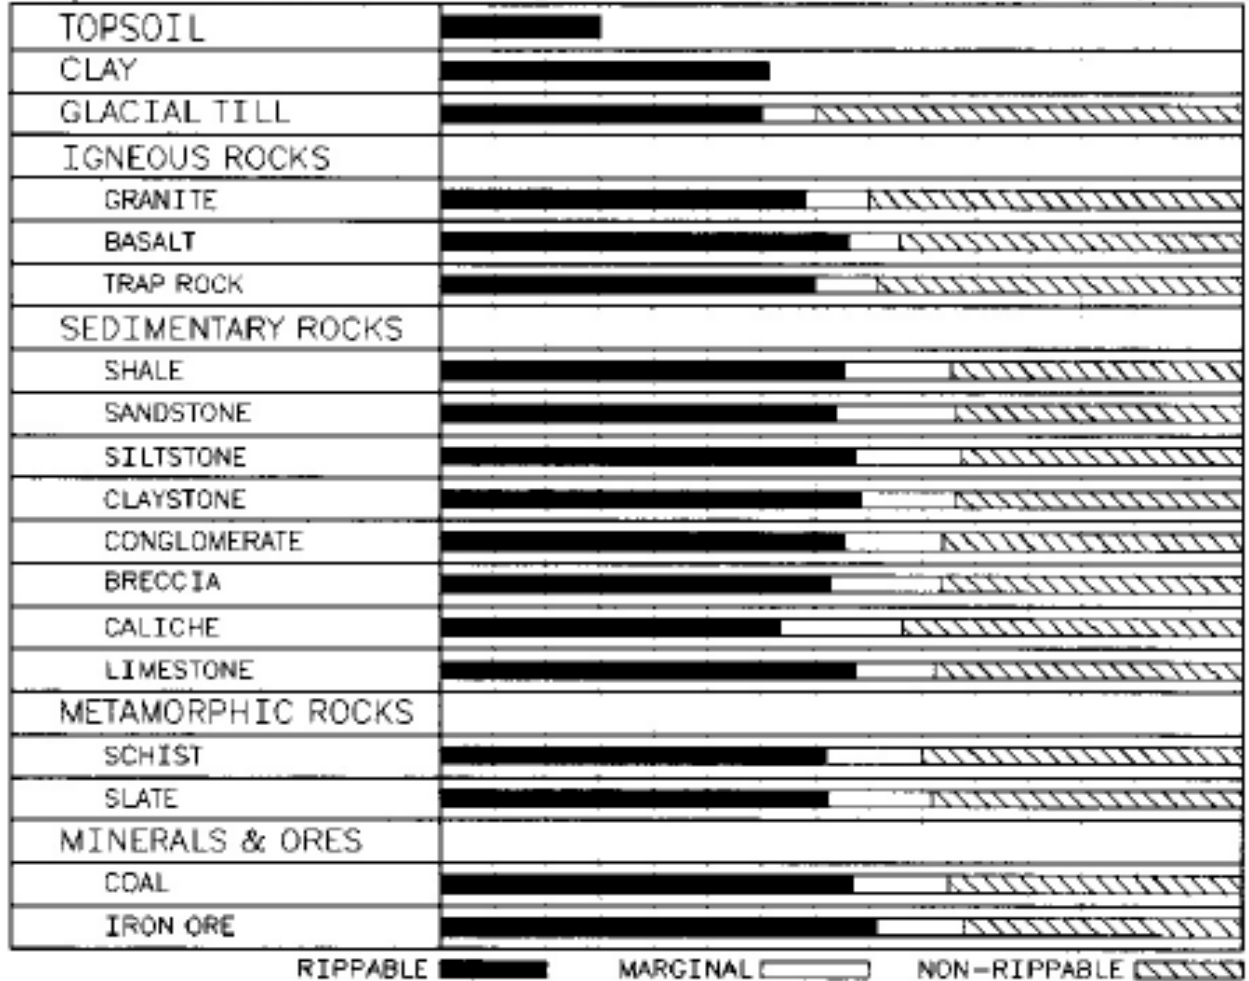 TOPSOIL
CLAY
GLACIAL TILL
IGNEOUS ROCKS
GRANITE
BASALT
TRAP ROCK
SEDIMENTARY ROCKS
SHALE
SANDSTONE
SILTSTONE
CLAYSTONE
CONGLOMERATE
BRECCIA
CALICHE
LIMESTONE
METAMORPHIC ROCKS
SCHIST
SLATE
MINERALS & ORES
COAL
IRON ORE
RIPPABLE MARGINAL NON-RIPPABLE